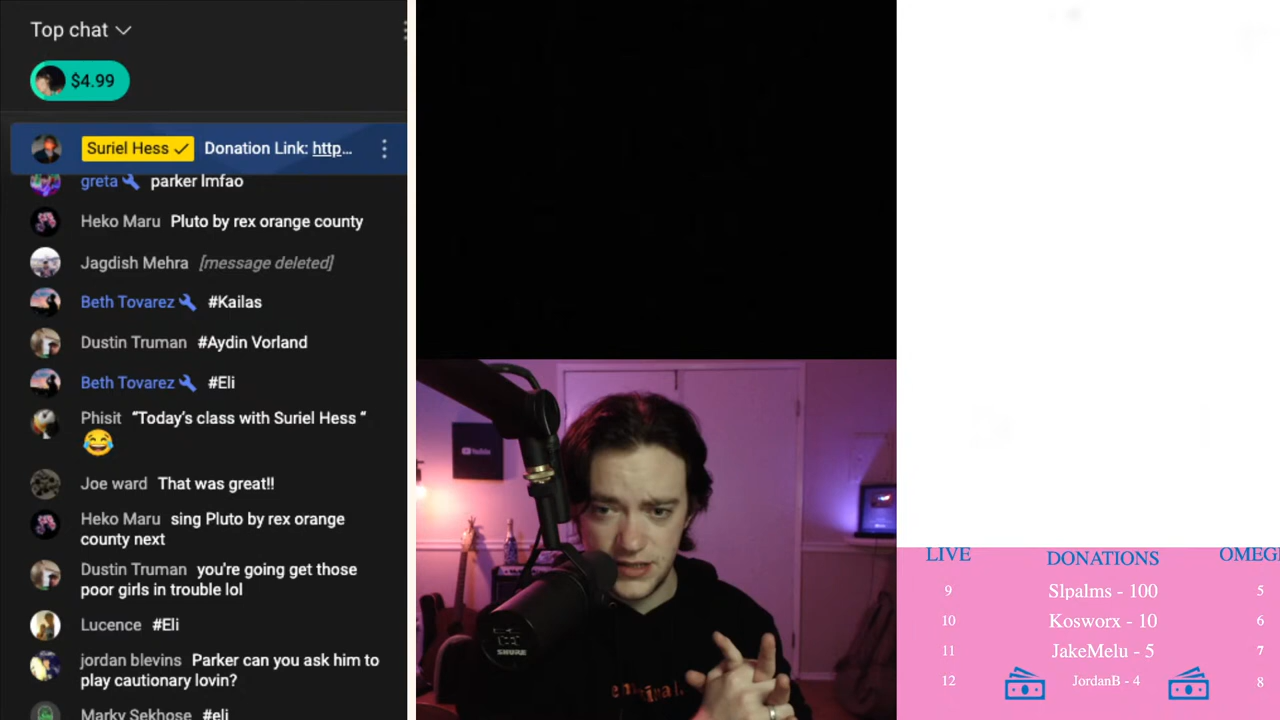 Top chat
$4.99
Suriel Hess Donation Link: http...
greta parker lmfao
Heko Maru Pluto by rex orange county
Jagdish Mehra [message deleted]
Beth Tovarez #Kailas
Dustin Truman #Aydin Vorland
Beth Tovarez #Eli
Phisit “Today’s class with Suriel Hess “
😂
Joe ward That was great!!
Heko Maru sing Pluto by rex orange
county next
Dustin Truman you're going get those
poor girls in trouble lol
Lucence #Eli
jordan blevins Parker can you ask him to
play cautionary lovin?
Marky Sekhose #eli
YouTube
SHURE
LIVE DONATIONS OMEG
9 Slpalms - 100 5
10 Kosworx - 10 6
11 JakeMelu - 5 7
12 JordanB - 4 8